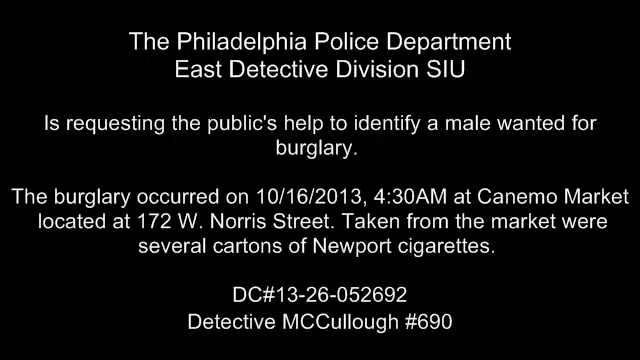 The Philadelphia Police Department
East Detective Division SIU
Is requesting the public's help to identify a male wanted for
burglary.
The burglary occurred on 10/16/2013, 4:30AM at Canemo Market
located at 172 W. Norris Street. Taken from the market were
several cartons of Newport cigarettes.
DC#13-26-052692
Detective MCCullough #690